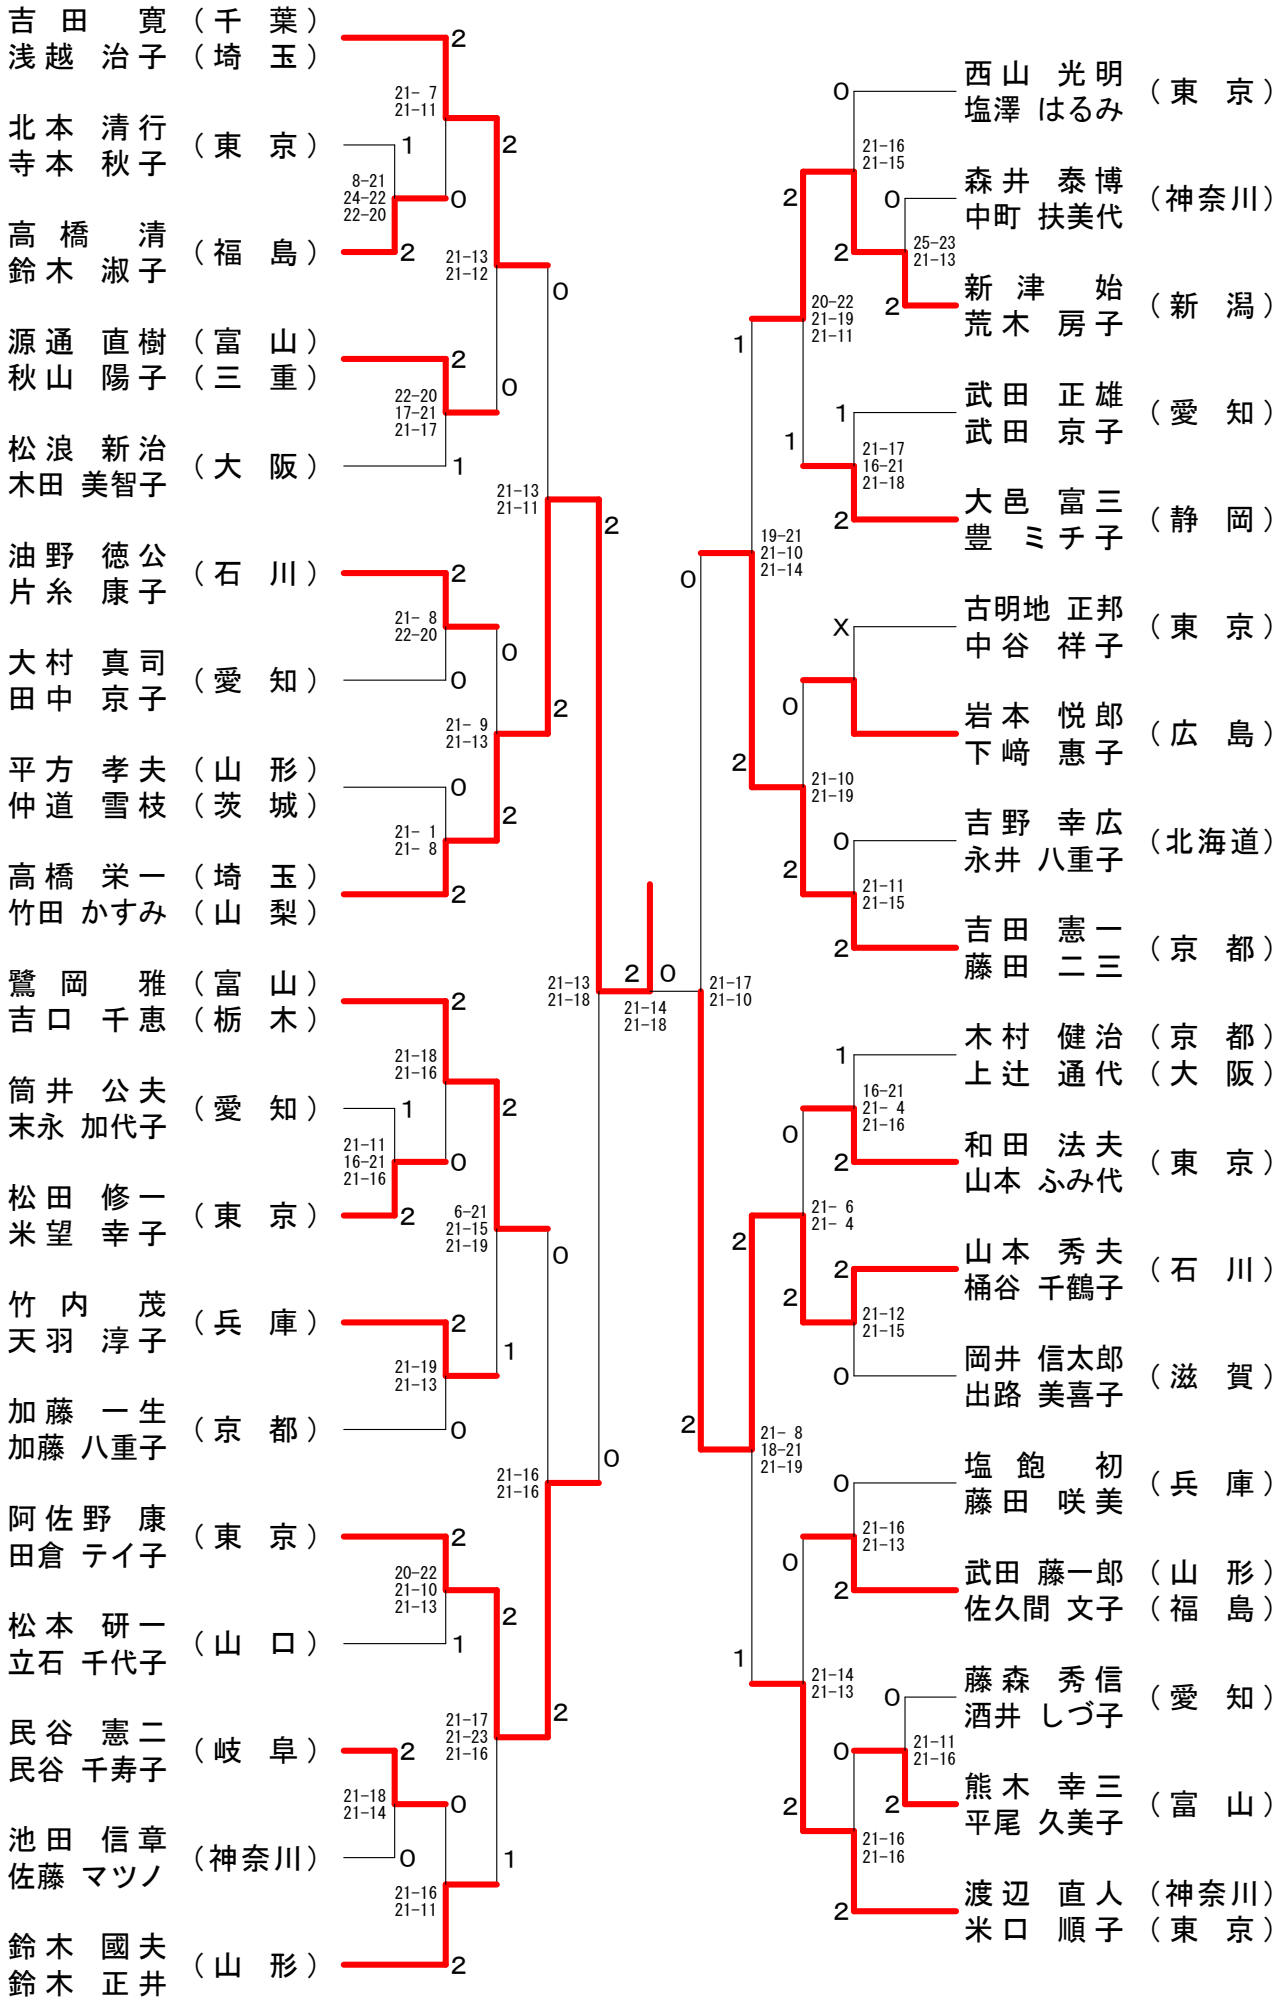 吉田 寛 (千 葉)
浅越 治子 (埼 玉)
2
21- 7
21-11
北本 清行
寺本 秋子
(東 京)
1
2
8-21
24-22
22-20
0
高橋 清
鈴木 淑子
(福 島)
2
21-13
21-12
0
源通 直樹 (富 山)
秋山 陽子 (三 重)
2
0
22-20
17-21
21-17
松浪 新治
木田 美智子
(大 阪)
1
21-13
21-11
2
油野 徳公
片糸 康子
(石 川)
2
21- 8
22-20
0
大村 真司
田中 京子
(愛 知)
0
2
21- 9
21-13
平方 孝夫 (山 形)
仲道 雪枝 (茨 城)
0
2
21- 1
21- 8
高橋 栄一 (埼 玉)
竹田 かすみ (山 梨)
2
21-13
21-18
2
0
21-14
21-18
鷺岡 雅 (富 山)
吉口 千恵 (栃 木)
2
21-18
21-16
筒井 公夫
末永 加代子
(愛 知)
1
2
21-11
16-21
21-16
0
松田 修一
米望 幸子
(東 京)
2
6-21
21-15
21-19
0
竹内 茂
天羽 淳子
(兵 庫)
2
1
21-19
21-13
加藤 一生
加藤 八重子
(京 都)
0
0
21-16
21-16
阿佐野 康
田倉 テイ子
(東 京)
2
20-22
21-10
21-13
2
松本 研一
立石 千代子
(山 口)
1
2
21-17
21-23
21-16
民谷 憲二
民谷 千寿子
(岐 阜)
2
21-18
21-14
0
池田 信章
佐藤 マツノ
(神奈川)
0
1
21-16
21-11
鈴木 國夫
鈴木 正井
(山 形)
2
西山 光明
塩澤 はるみ
(東 京)
0
21-16
21-15
森井 泰博
中町 扶美代
(神奈川)
0
2
25-23
21-13
2
新津 始
荒木 房子
(新 潟)
2
20-22
21-19
21-11
1
武田 正雄
武田 京子
(愛 知)
1
1
21-17
16-21
21-18
大邑 富三
豊 ミチ子
(静 岡)
2
19-21
21-10
21-14
0
古明地 正邦
中谷 祥子
(東 京)
X
0
岩本 悦郎
下﨑 惠子
(広 島)
2
21-10
21-19
吉野 幸広
永井 八重子
(北海道)
0
2
21-11
21-15
吉田 憲一
藤田 二三
(京 都)
2
21-17
21-10
木村 健治 (京 都)
上辻 通代 (大 阪)
1
16-21
21- 4
21-16
0
和田 法夫
山本 ふみ代
(東 京)
2
21- 6
21- 4
2
山本 秀夫
桶谷 千鶴子
(石 川)
2
2
21-12
21-15
岡井 信太郎
出路 美喜子
(滋 賀)
0
2
21- 8
18-21
21-19
塩飽 初
藤田 咲美
(兵 庫)
0
21-16
21-13
0
武田 藤一郎 (山 形)
佐久間 文子 (福 島)
2
1
21-14
21-13
藤森 秀信
酒井 しづ子
(愛 知)
0
21-11
21-16
0
熊木 幸三
平尾 久美子
(富 山)
2
2
21-16
21-16
渡辺 直人 (神奈川)
米口 順子 (東 京)
2